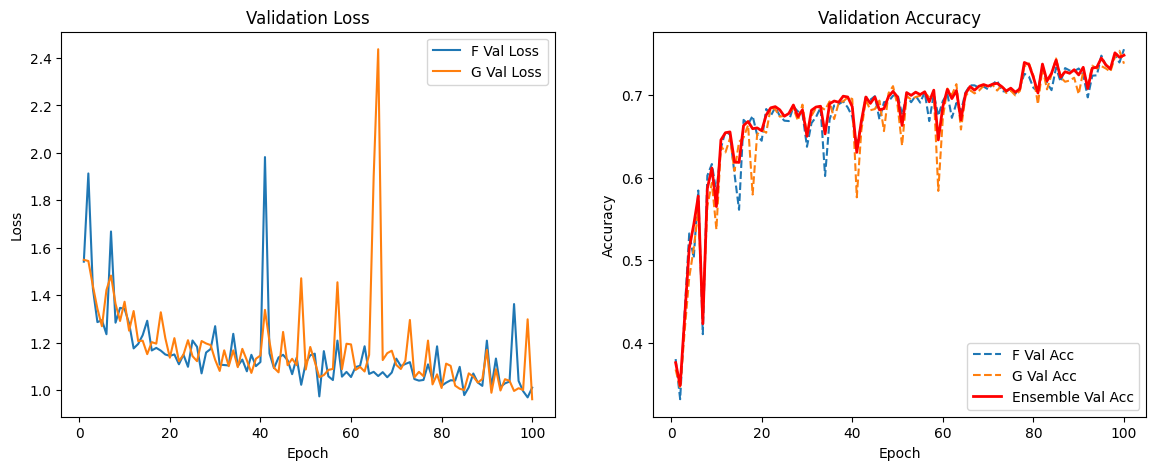 Validation Loss
F Val Loss
G Val Loss
2.4
2.2
2.0
1.8
1.6
1.4
1.2
1.0
Loss
0
20
40
60
80
100
Epoch
Validation Accuracy
0.7
0.6
0.5
0.4
Accuracy
F Val Acc
G Val Acc
Ensemble Val Acc
0
20
40
60
80
100
Epoch